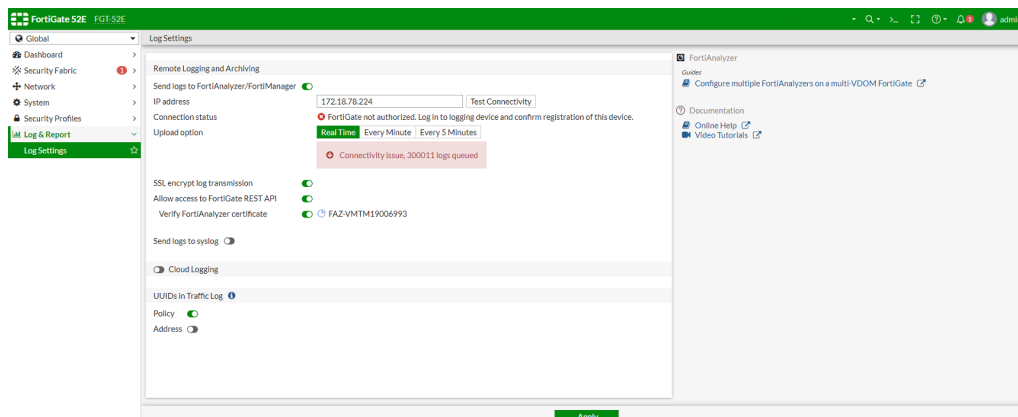 FortiGate 52E FGT-52E
admin
Global
Log Settings
Dashboard
Security Fabric 1
Network
System
Security Profiles
Log & Report
Log Settings
Remote Logging and Archiving
Send logs to FortiAnalyzer/FortiManager
IP address 172.18.78.224 Test Connectivity
Connection status FortiGate not authorized. Log in to logging device and confirm registration of this device.
Upload option Real Time Every Minute Every 5 Minutes
Connectivity issue, 300011 logs queued
SSL encrypt log transmission
Allow access to FortiGate REST API
Verify FortiAnalyzer certificate FAZ-VMTM19006993
Send logs to syslog
Cloud Logging
UUIDs in Traffic Log
Policy
Address
FortiAnalyzer
Guides
Configure multiple FortiAnalyzers on a multi-VDOM FortiGate
Documentation
Online Help
Video Tutorials
Apply